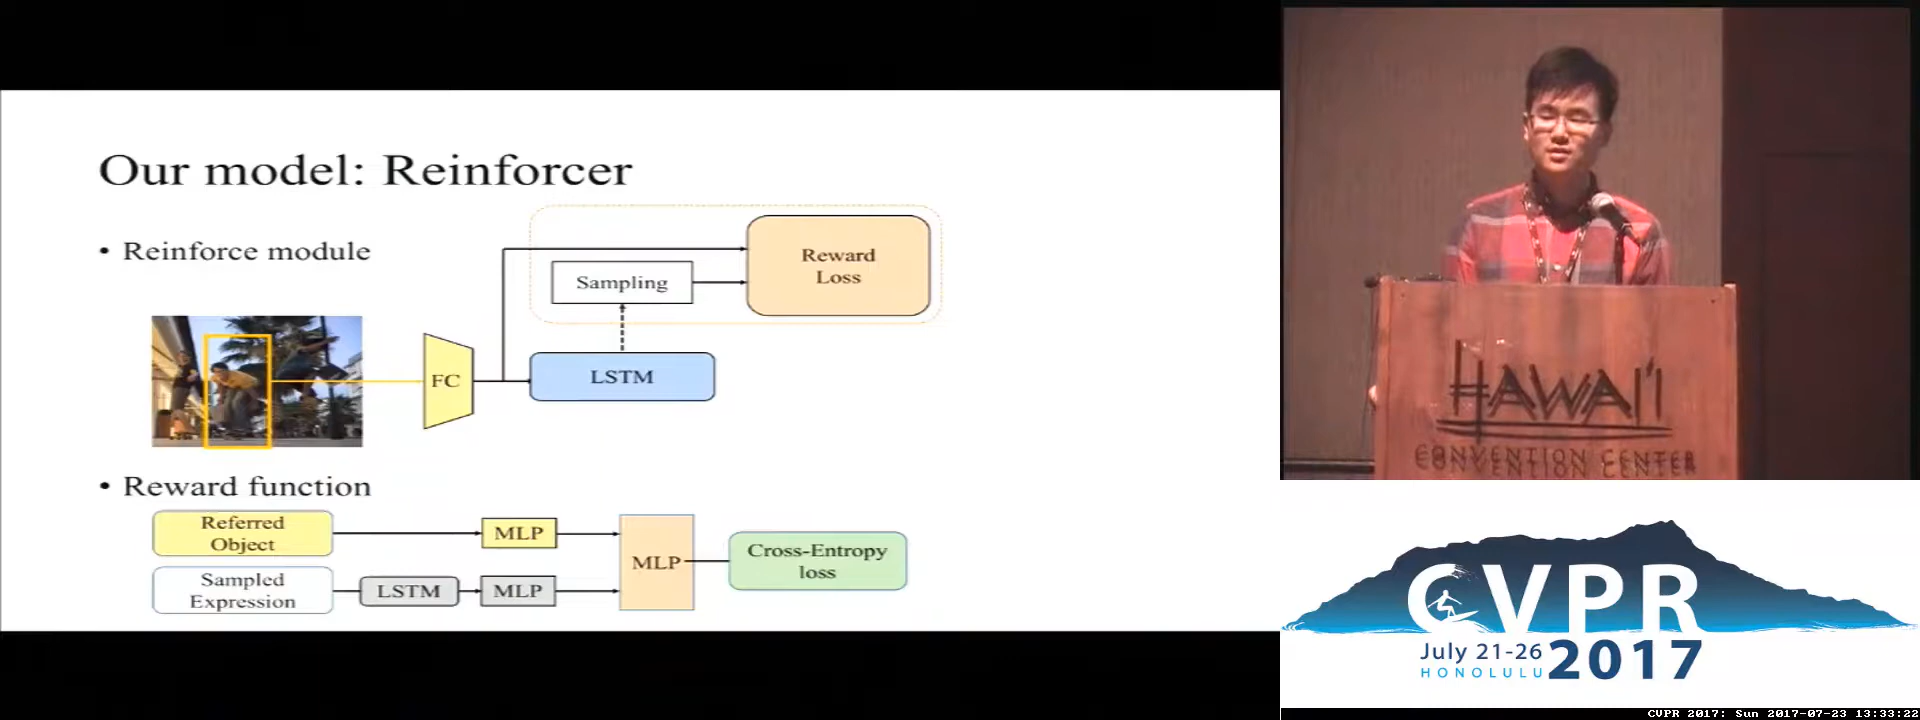 Our model: Reinforcer
• Reinforce module
Reward
Loss
Sampling
FC
LSTM
• Reward function
Referred
Object
MLP
MLP
Cross-Entropy
loss
Sampled
Expression
LSTM
MLP
HAWAI'I
CONVENTION CENTER
CVPR
July 21-26
HONOLULU
2017
CVPR 2017: Sun 2017-07-23 13:33:22